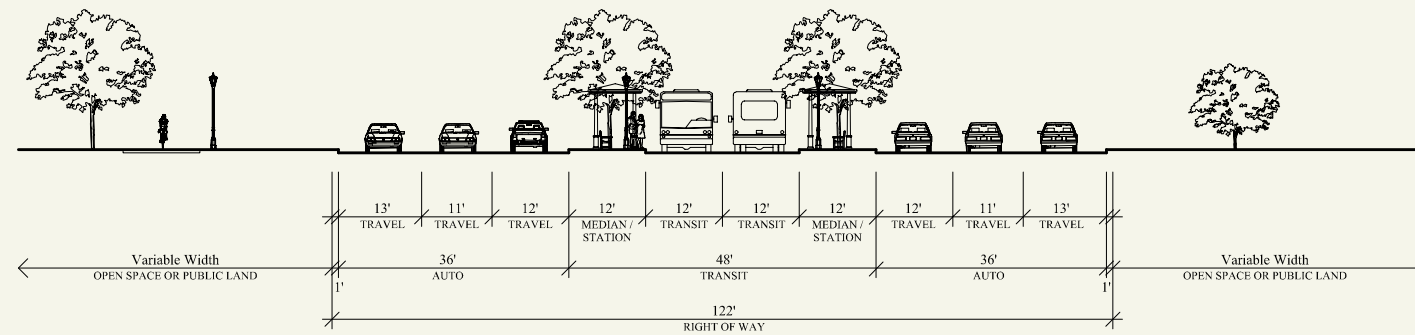 13' 11' 12' 12' 12' 12' 12' 12' 11' 13'
TRAVEL TRAVEL TRAVEL MEDIAN / TRANSIT TRANSIT MEDIAN / TRAVEL TRAVEL TRAVEL
STATION STATION
Variable Width 36' 48' 36' Variable Width
OPEN SPACE OR PUBLIC LAND AUTO TRANSIT AUTO OPEN SPACE OR PUBLIC LAND
1' 1'
122'
RIGHT OF WAY